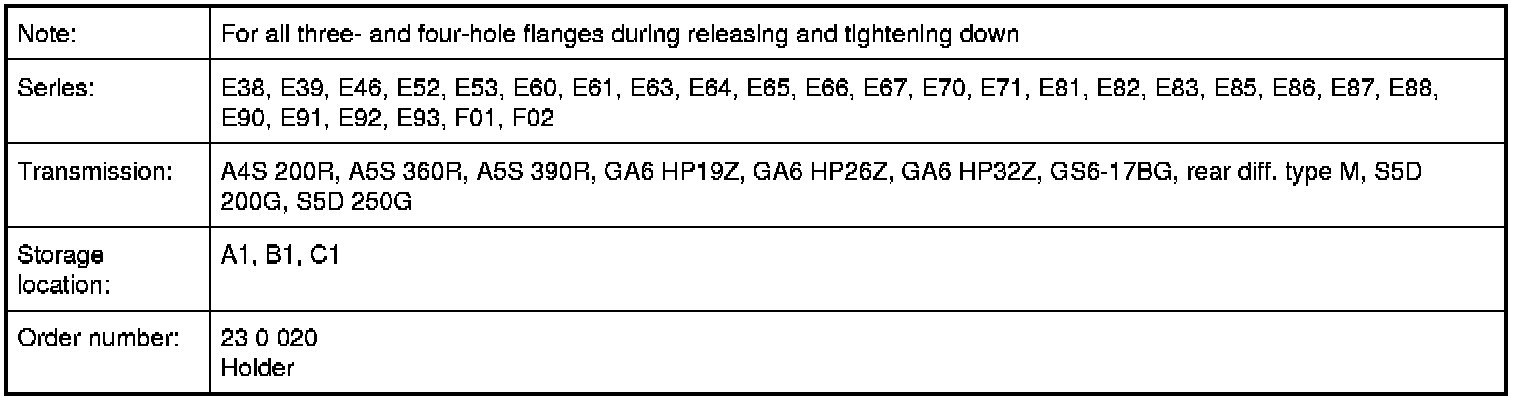 Note: For all three- and four-hole flanges during releasing and tightening down
Series: E38, E39, E46, E52, E53, E60, E61, E63, E64, E65, E66, E67, E70, E71, E81, E82, E83, E85, E86, E87, E88,
E90, E91, E92, E93, F01, F02
Transmission: A4S 200R, A5S 360R, A5S 390R, GA6 HP19Z, GA6 HP26Z, GA6 HP32Z, GS6-17BG, rear diff. type M, S5D
200G, S5D 250G
Storage A1, B1, C1
location:
Order number: 23 0 020
Holder